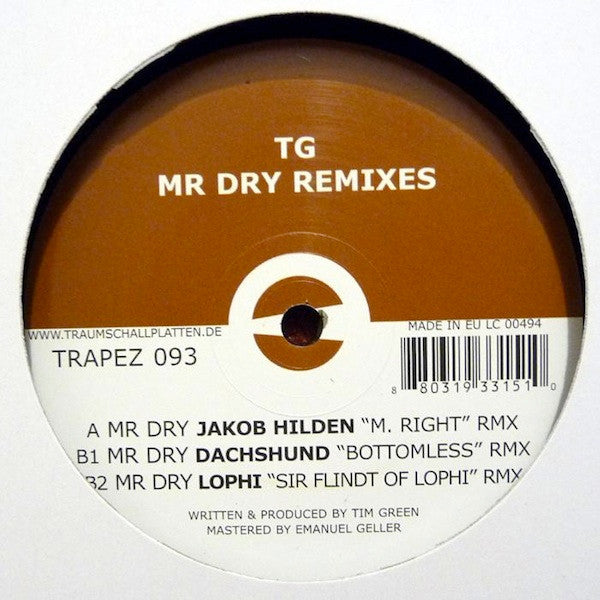 TG
MR DRY REMIXES
WWW.TRAUMSCHALLPLATTEN.DE
MADE IN EU LC 00494
TRAPEZ 093
8 80319 33151 0
A MR DRY JAKOB HILDEN “M. RIGHT” RMX
B1 MR DRY DACHSHUND “BOTTOMLESS” RMX
B2 MR DRY LOPHI “SIR FLINDT OF LOPHI” RMX
WRITTEN & PRODUCED BY TIM GREEN
MASTERED BY EMANUEL GELLER